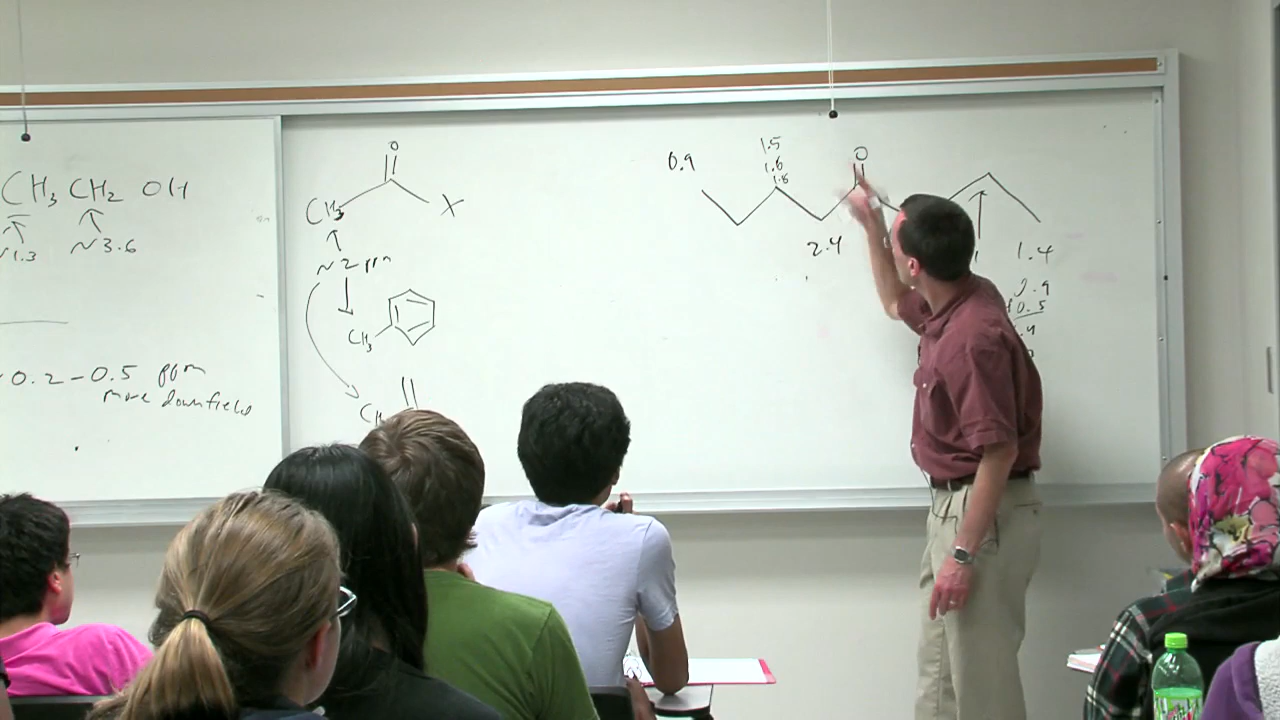 CH3 CH2 OH
~1.3
~3.6
0.2 - 0.5 ppm
more downfield
O
CH3
X
~ 2 ppm
CH3
0.9
1.5
1.6
1.8
2.4
O
1.4
0.9
0.5
.4